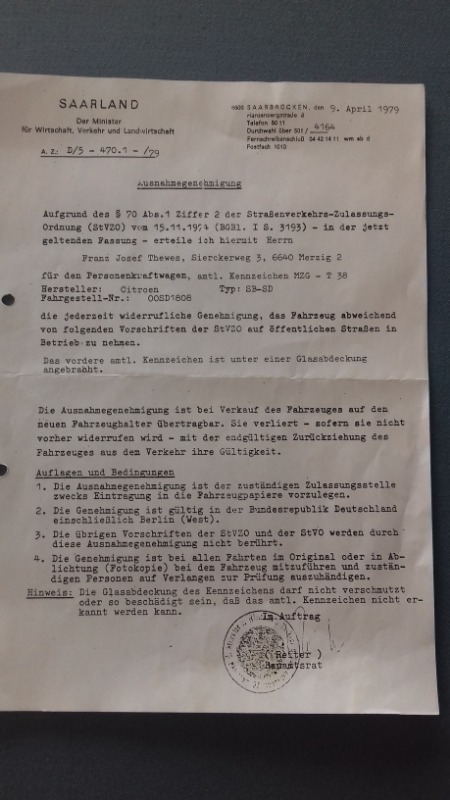 SAARLAND
Der Minister
für Wirtschaft, Verkehr und Landwirtschaft
A. Z.: D/5 - 470.1 - /79
SAARBRÜCKEN, den 9. April 1979
Telefon 50 11
Durchwahl über 501 / 4164
Fernschreibanschluß 04 42 14 11 wm sb d
Postfach 1010
Ausnahmegenehmigung
Aufgrund des § 70 Abs.1 Ziffer 2 der Straßenverkehrs-Zulassungs-
Ordnung (StVZO) vom 15.11.1974 (BGBl. I S. 3193) - in der jetzt
geltenden Fassung - erteile ich hiermit Herrn
Franz Josef Thewes, Sierckerweg 3, 6640 Merzig 2
für den Personenkraftwagen, amtl. Kennzeichen MZG - T 38
Hersteller: Citroen Typ: SB-SD
Fahrgestell-Nr.: 00SD1808
die jederzeit widerrufliche Genehmigung, das Fahrzeug abweichend
von folgenden Vorschriften der StVZO auf öffentlichen Straßen in
Betrieb zu nehmen.
Das vordere amtl. Kennzeichen ist unter einer Glasabdeckung
angebrahht.
Die Ausnahmegenehmigung ist bei Verkauf des Fahrzeuges auf den
neuen Fahrzeughalter übertragbar. Sie verliert - sofern sie nicht
vorher widerrufen wird - mit der endgültigen Zurückziehung des
Fahrzeuges aus dem Verkehr ihre Gültigkeit.
Auflagen und Bedingungen
1. Die Ausnahmegenehmigung ist der zuständigen Zulassungsstelle
zwecks Eintragung in die Fahrzeugpapiere vorzulegen.
2. Die Genehmigung ist gültig in der Bundesrepublik Deutschland
einschließlich Berlin (West).
3. Die übrigen Vorschriften der StVZO und der StVO werden durch
diese Ausnahmegenehmigung nicht berührt.
4. Die Genehmigung ist bei allen Fahrten im Original oder in Ab-
lichtung (Fotokopie) bei dem Fahrzeug mitzuführen und zustän-
digen Personen auf Verlangen zur Prüfung auszuhändigen.
Hinweis: Die Glasabdeckung des Kennzeichens darf nicht verschmutzt
oder so beschädigt sein, daß das amtl. Kennzeichen nicht er-
kannt werden kann.
Im Auftrag
( Reiter )
Bauamtsrat